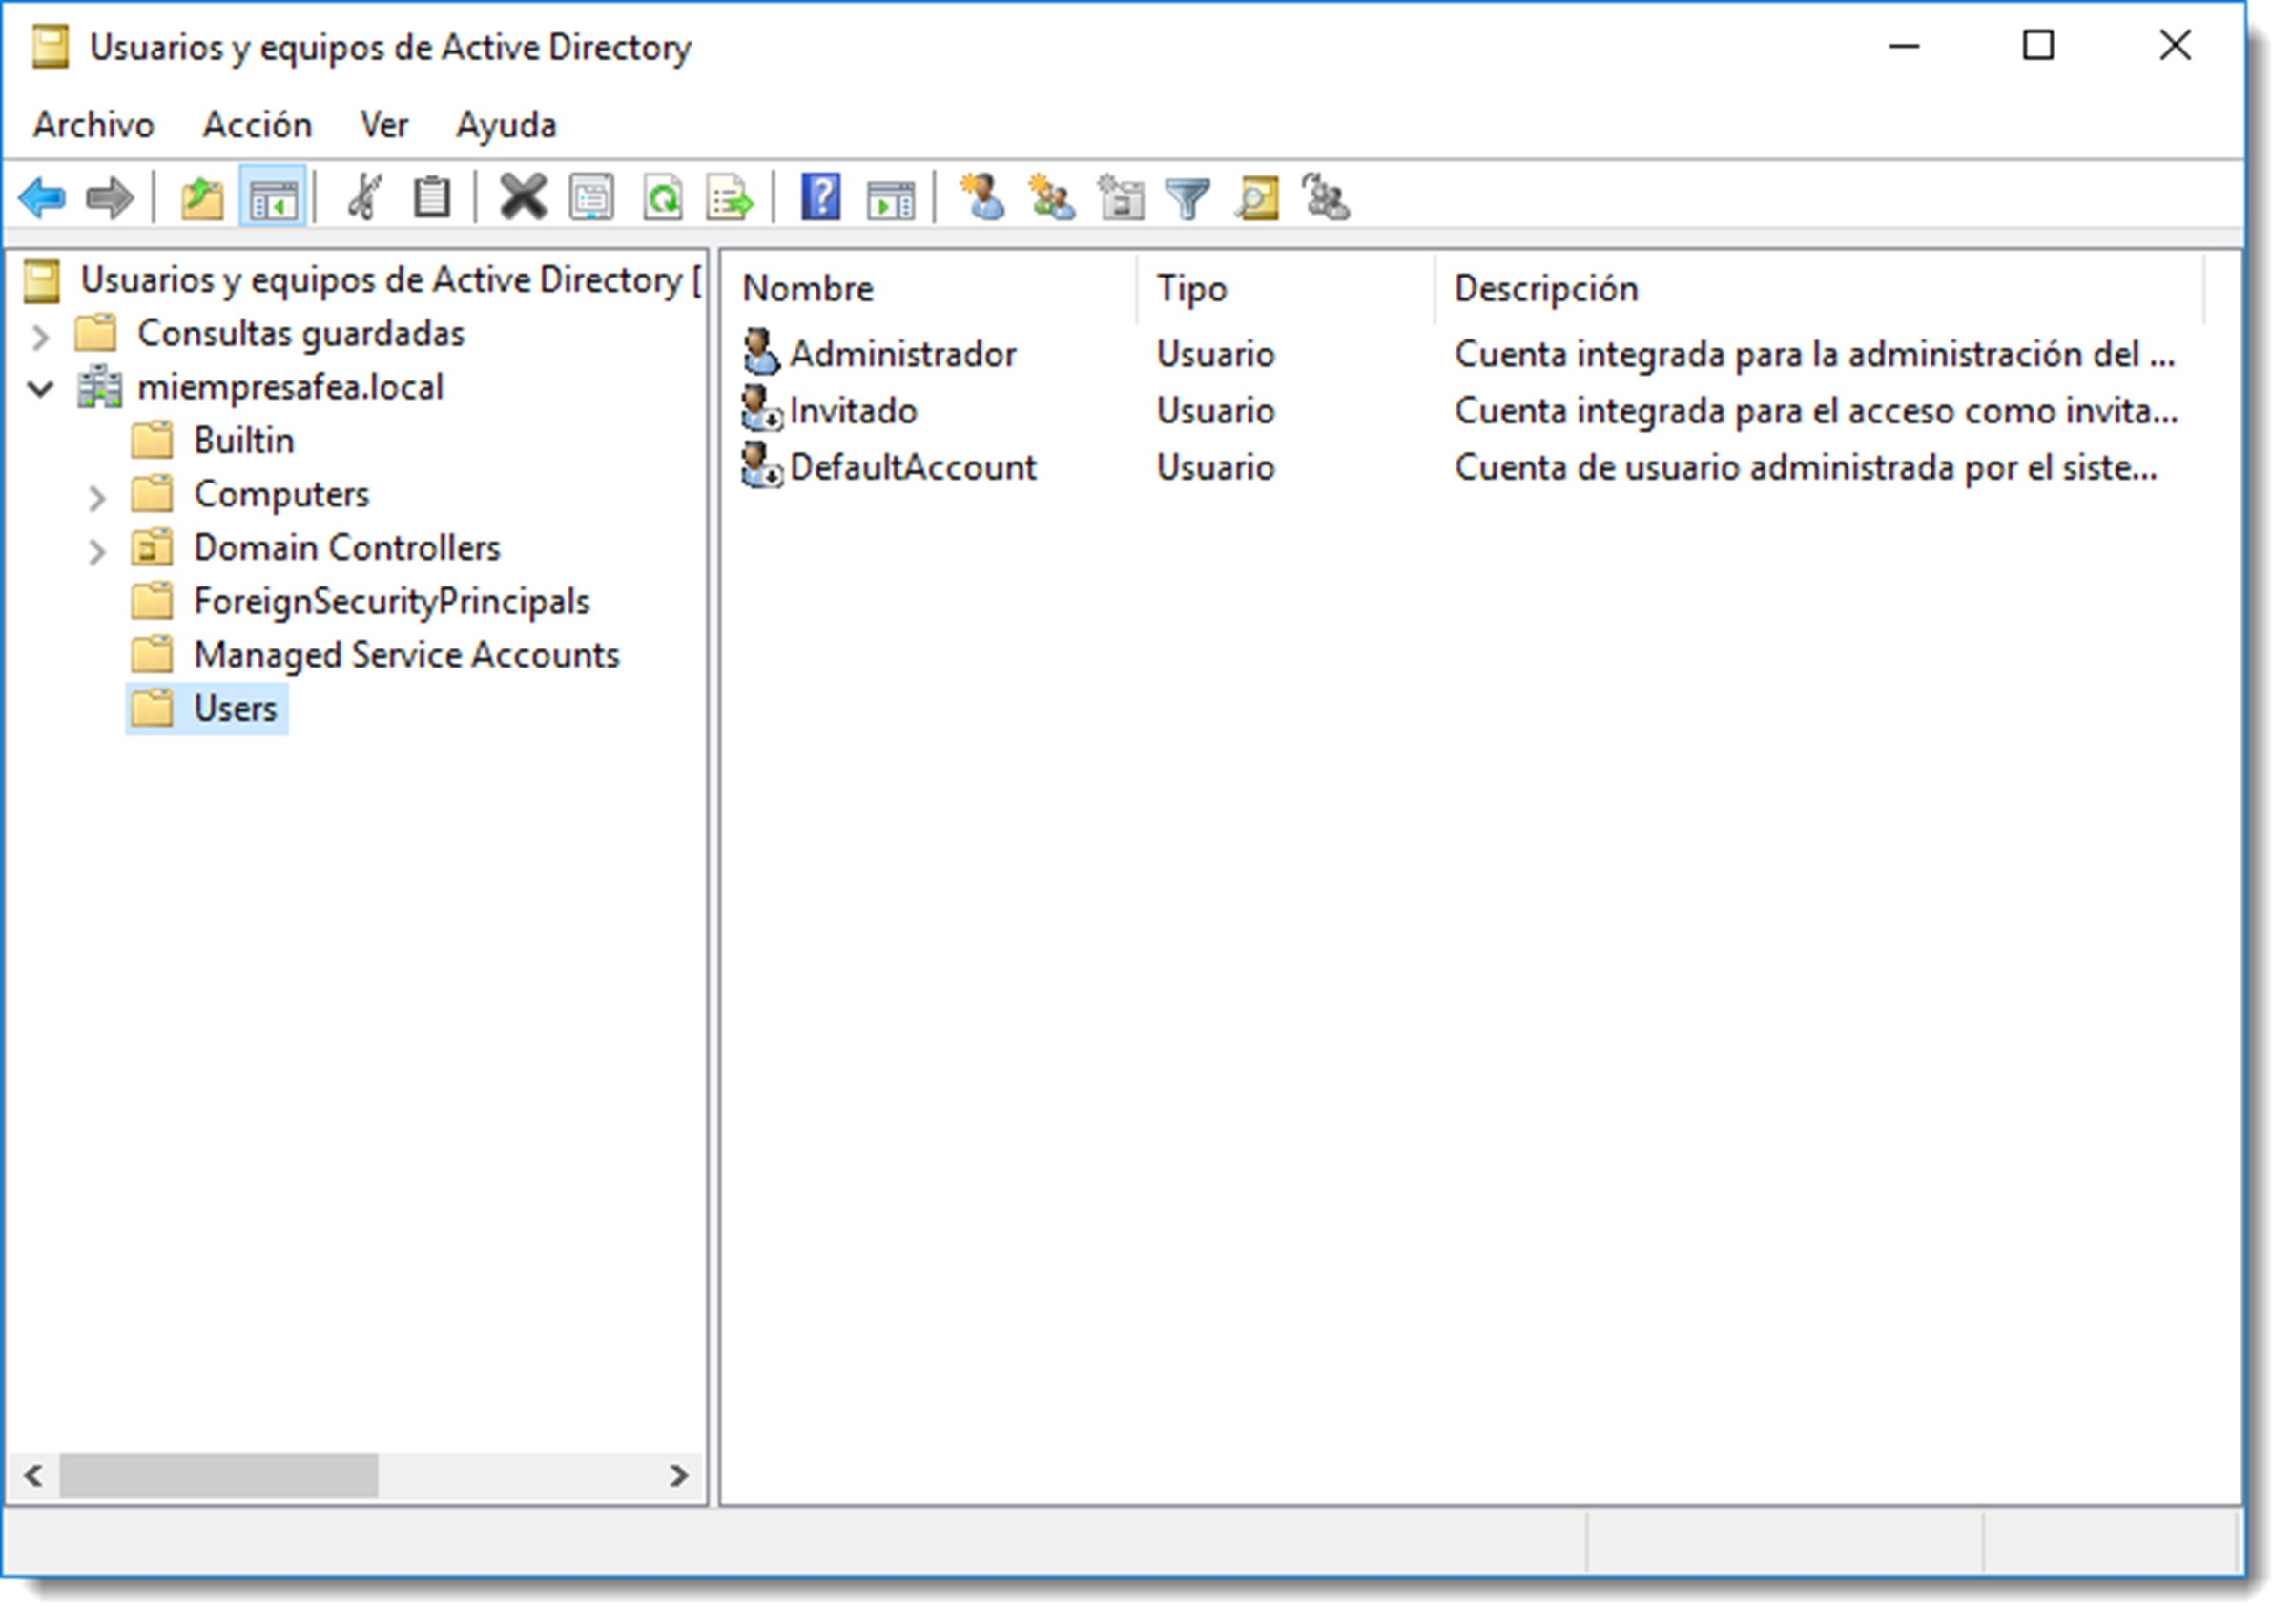 Usuarios y equipos de Active Directory
Archivo Acción Ver Ayuda
Usuarios y equipos de Active Directory [
Consultas guardadas
miempresafea.local
Builtin
Computers
Domain Controllers
ForeignSecurityPrincipals
Managed Service Accounts
Users
Nombre Tipo Descripción
Administrador Usuario Cuenta integrada para la administración del ...
Invitado Usuario Cuenta integrada para el acceso como invita...
DefaultAccount Usuario Cuenta de usuario administrada por el siste...